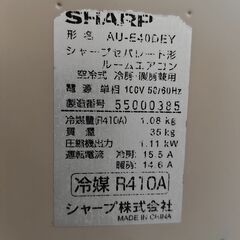 SHARP
形名 AU-E40DEY
シャープセパレート形
ルームエアコン
空冷式 冷房・暖房兼用
電源 単相 100V 50/60Hz
製造番号 55000385
冷媒量(R410A) 1.08 kg
質量 35 kg
圧縮機出力 1.11 kW
運転電流 冷房 15.5 A
暖房 14.6 A
冷媒 R410A
シャープ株式会社
MADE IN CHINA